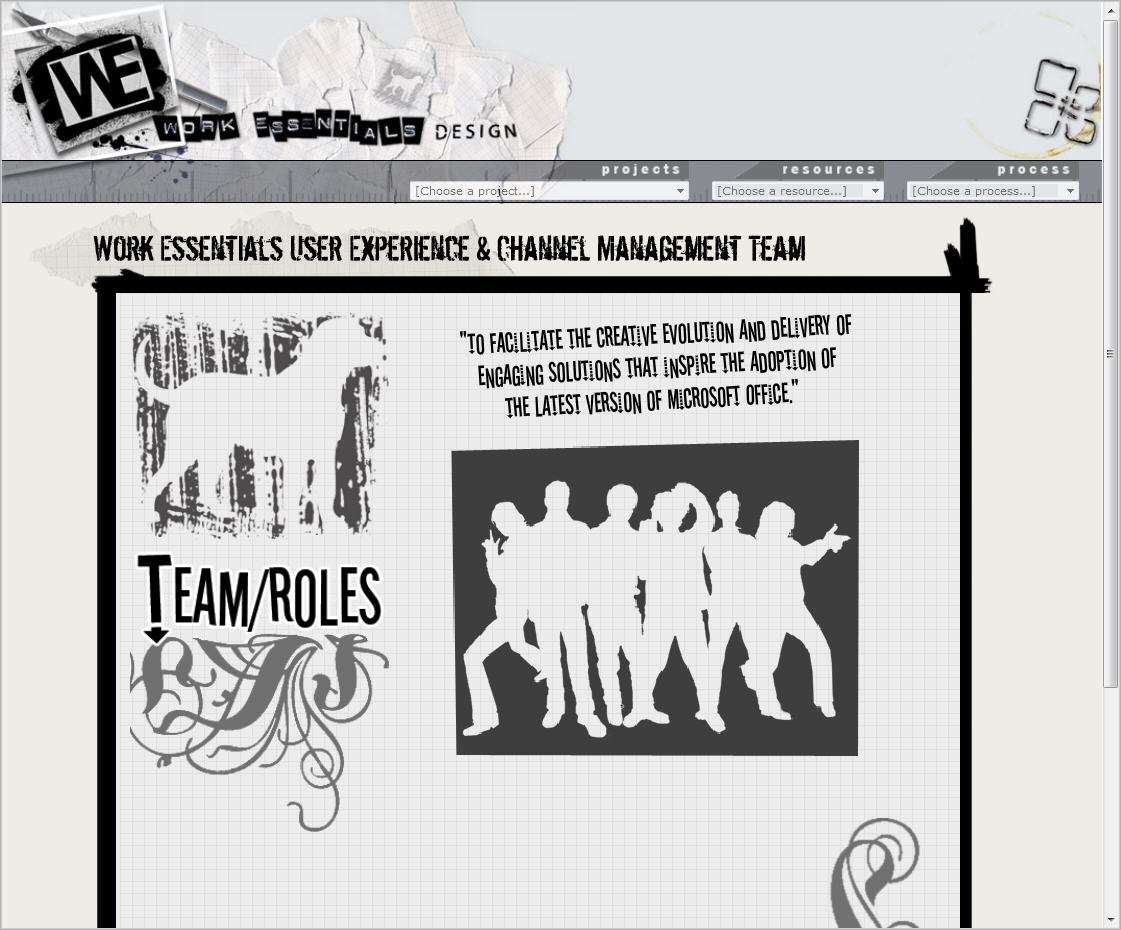 WE
WORK ESSENTIALS DESIGN
projects
resources
process
[Choose a project...]
[Choose a resource...]
[Choose a process...]
WORK ESSENTIALS USER EXPERIENCE & CHANNEL MANAGEMENT TEAM
"TO FACILITATE THE CREATIVE EVOLUTION AND DELIVERY OF
ENGAGING SOLUTIONS THAT INSPIRE THE ADOPTION OF
THE LATEST VERSION OF MICROSOFT OFFICE."
TEAM/ROLES